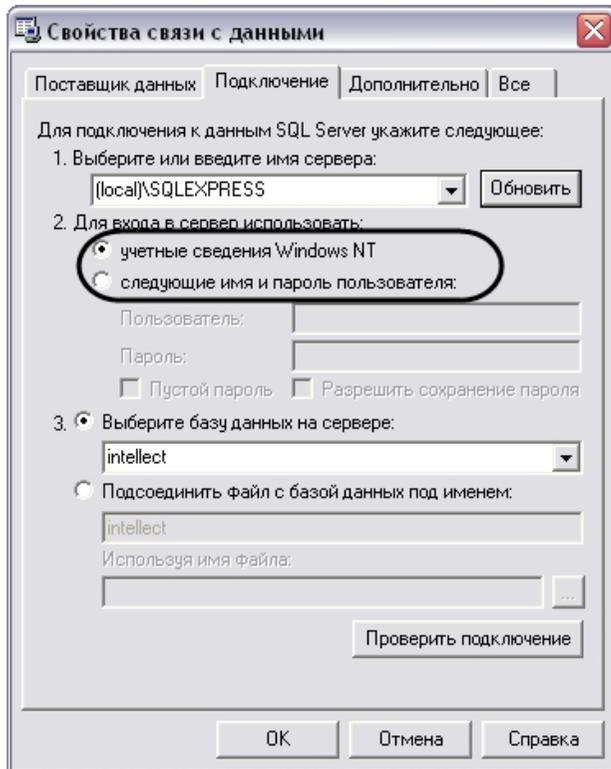 Свойства связи с данными
Поставщик данных Подключение Дополнительно Все
Для подключения к данным SQL Server укажите следующее:
1. Выберите или введите имя сервера:
(local)\SQLEXPRESS Обновить
2. Для входа в сервер использовать:
учетные сведения Windows NT
следующие имя и пароль пользователя:
Пользователь:
Пароль:
Пустой пароль Разрешить сохранение пароля
3. Выберите базу данных на сервере:
intellect
Подсоединить файл с базой данных под именем:
intellect
Используя имя файла:
...
Проверить подключение
OK Отмена Справка